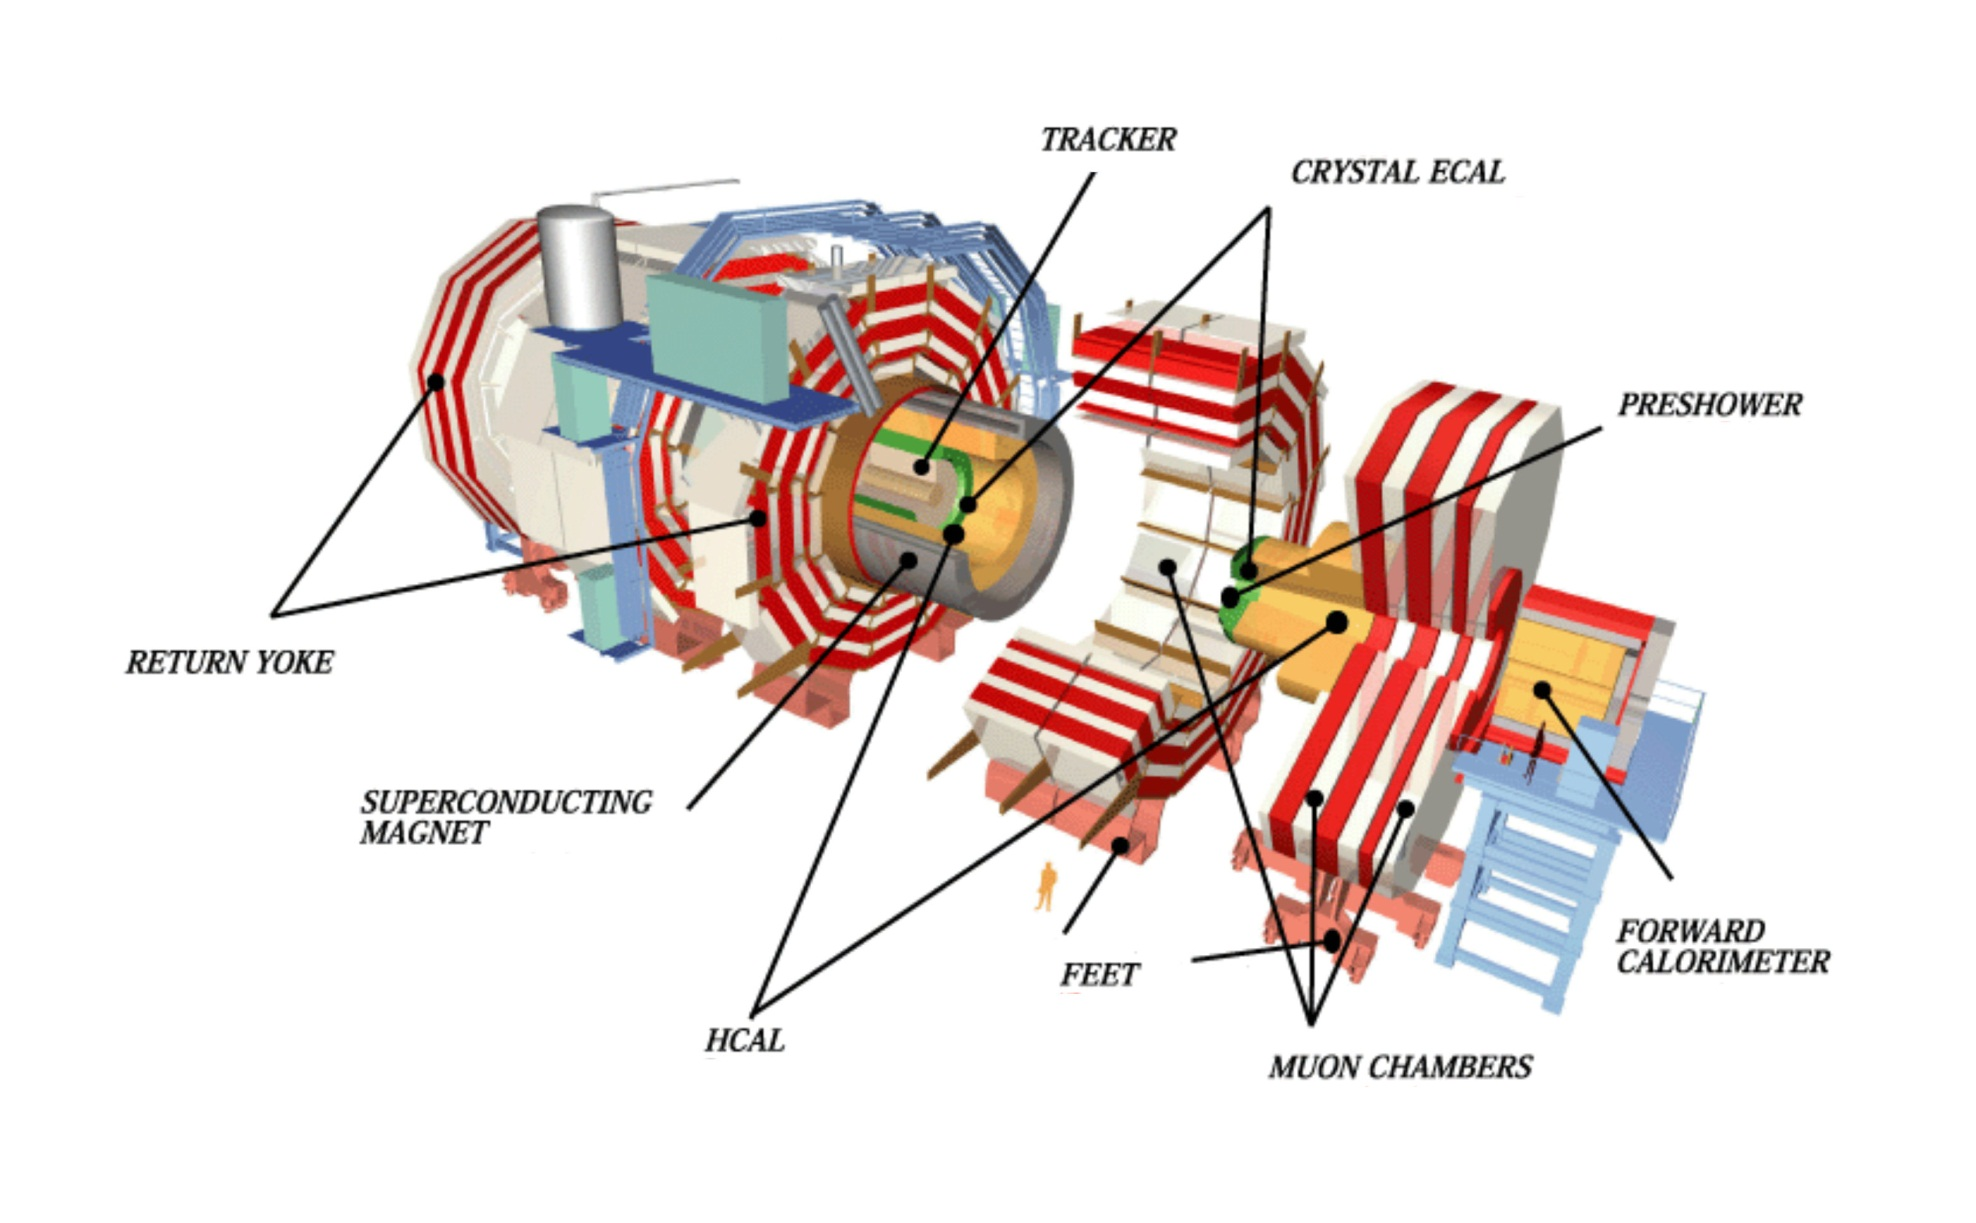 TRACKER
CRYSTAL ECAL
PRESHOWER
RETURN YOKE
SUPERCONDUCTING
MAGNET
FORWARD
CALORIMETER
FEET
HCAL
MUON CHAMBERS